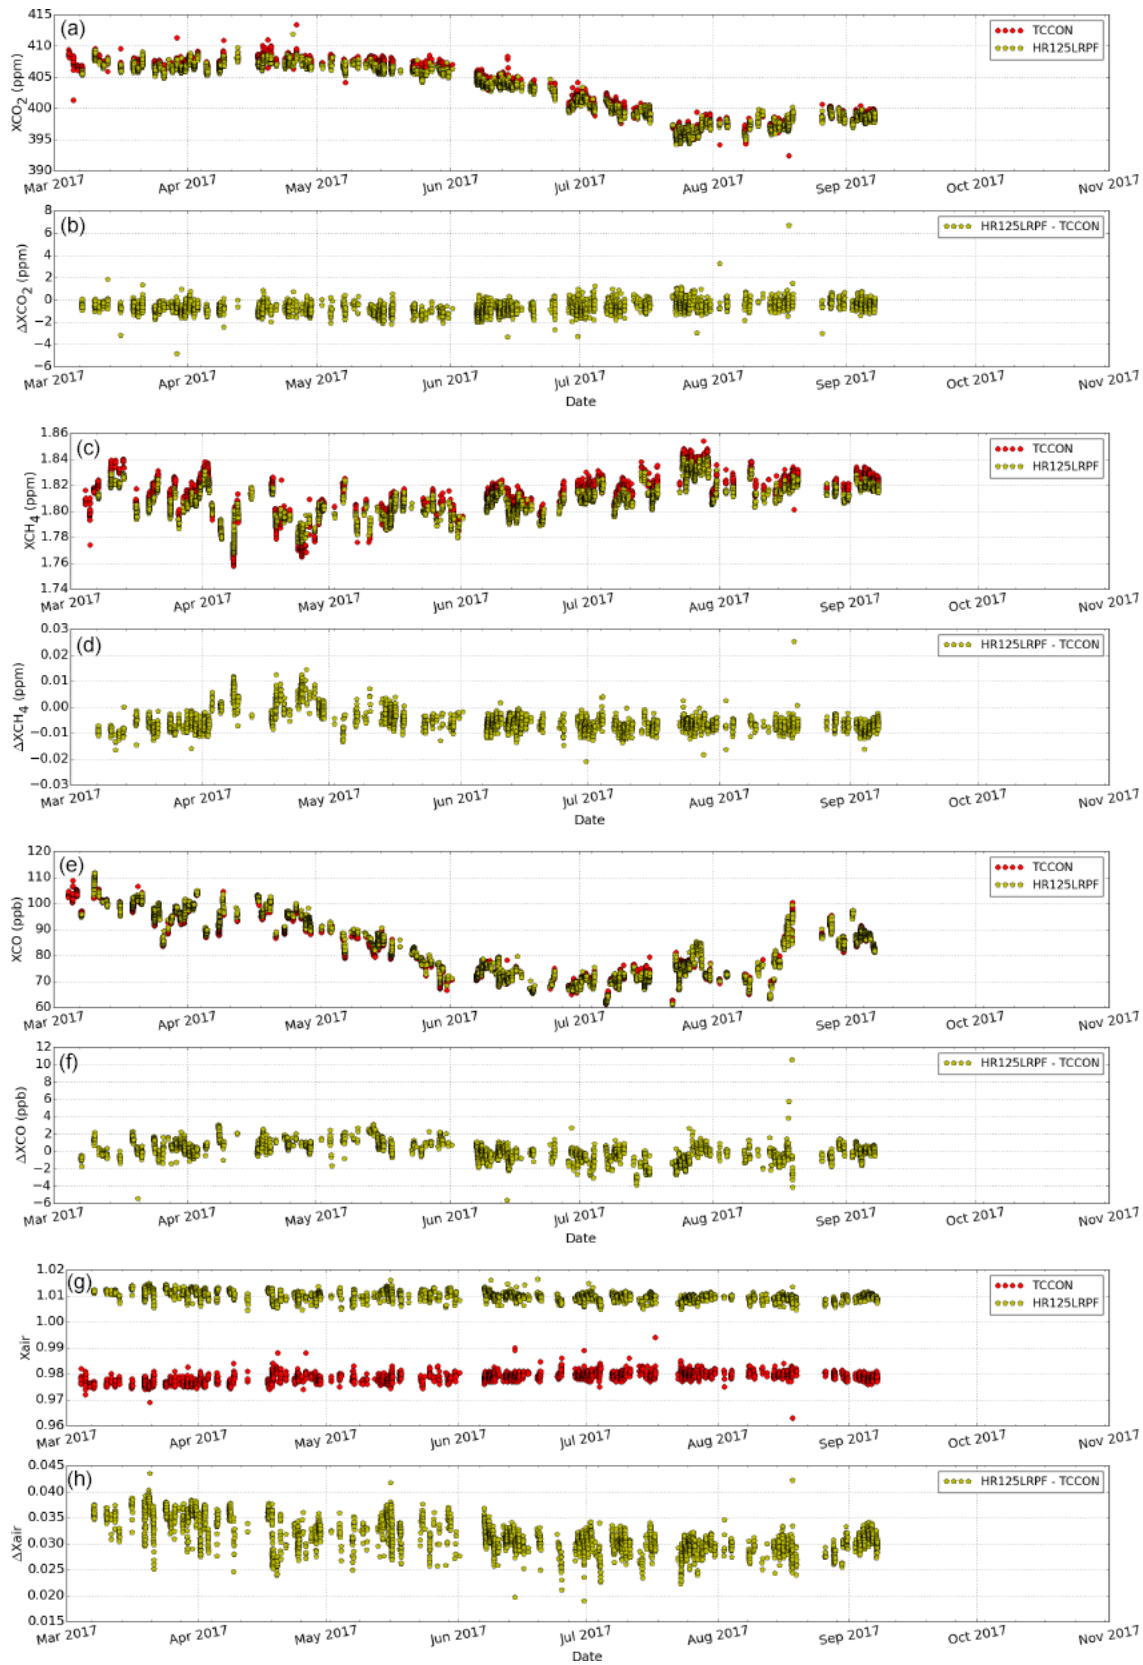 (a)
TCCON
HR125LRPF
XCO2 (ppm)
415
410
405
400
395
390
Mar 2017 Apr 2017 May 2017 Jun 2017 Jul 2017 Aug 2017 Sep 2017 Oct 2017 Nov 2017
(b)
HR125LRPF - TCCON
ΔXCO2 (ppm)
8
6
4
2
0
−2
−4
−6
Mar 2017 Apr 2017 May 2017 Jun 2017 Jul 2017 Aug 2017 Sep 2017 Oct 2017 Nov 2017
Date
(c)
TCCON
HR125LRPF
XCH4 (ppm)
1.86
1.84
1.82
1.80
1.78
1.76
1.74
Mar 2017 Apr 2017 May 2017 Jun 2017 Jul 2017 Aug 2017 Sep 2017 Oct 2017 Nov 2017
(d)
HR125LRPF - TCCON
ΔXCH4 (ppm)
0.03
0.02
0.01
0.00
−0.01
−0.02
−0.03
Mar 2017 Apr 2017 May 2017 Jun 2017 Jul 2017 Aug 2017 Sep 2017 Oct 2017 Nov 2017
Date
(e)
TCCON
HR125LRPF
XCO (ppb)
120
110
100
90
80
70
60
Mar 2017 Apr 2017 May 2017 Jun 2017 Jul 2017 Aug 2017 Sep 2017 Oct 2017 Nov 2017
(f)
HR125LRPF - TCCON
ΔXCO (ppb)
12
10
8
6
4
2
0
−2
−4
−6
Mar 2017 Apr 2017 May 2017 Jun 2017 Jul 2017 Aug 2017 Sep 2017 Oct 2017 Nov 2017
Date
(g)
TCCON
HR125LRPF
Xair
1.02
1.01
1.00
0.99
0.98
0.97
0.96
Mar 2017 Apr 2017 May 2017 Jun 2017 Jul 2017 Aug 2017 Sep 2017 Oct 2017 Nov 2017
(h)
HR125LRPF - TCCON
ΔXair
0.045
0.040
0.035
0.030
0.025
0.020
0.015
Mar 2017 Apr 2017 May 2017 Jun 2017 Jul 2017 Aug 2017 Sep 2017 Oct 2017 Nov 2017
Date